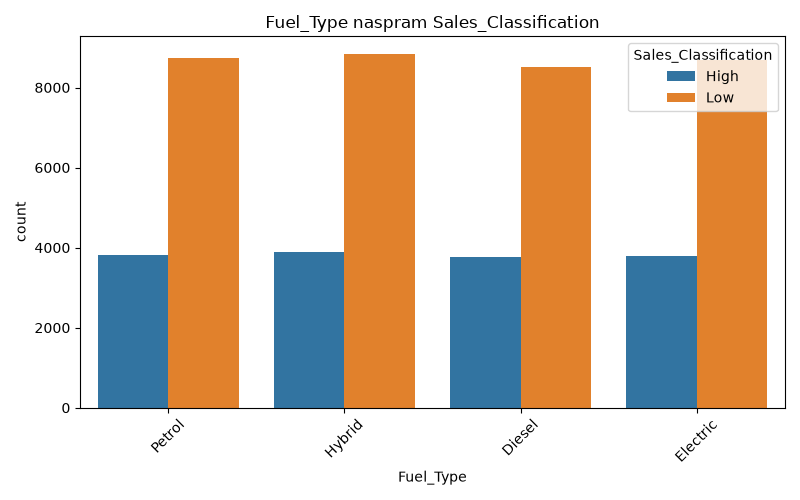 Fuel_Type naspram Sales_Classification
Sales_Classification
High
Low
count
8000
6000
4000
2000
0
Petrol
Hybrid
Diesel
Electric
Fuel_Type